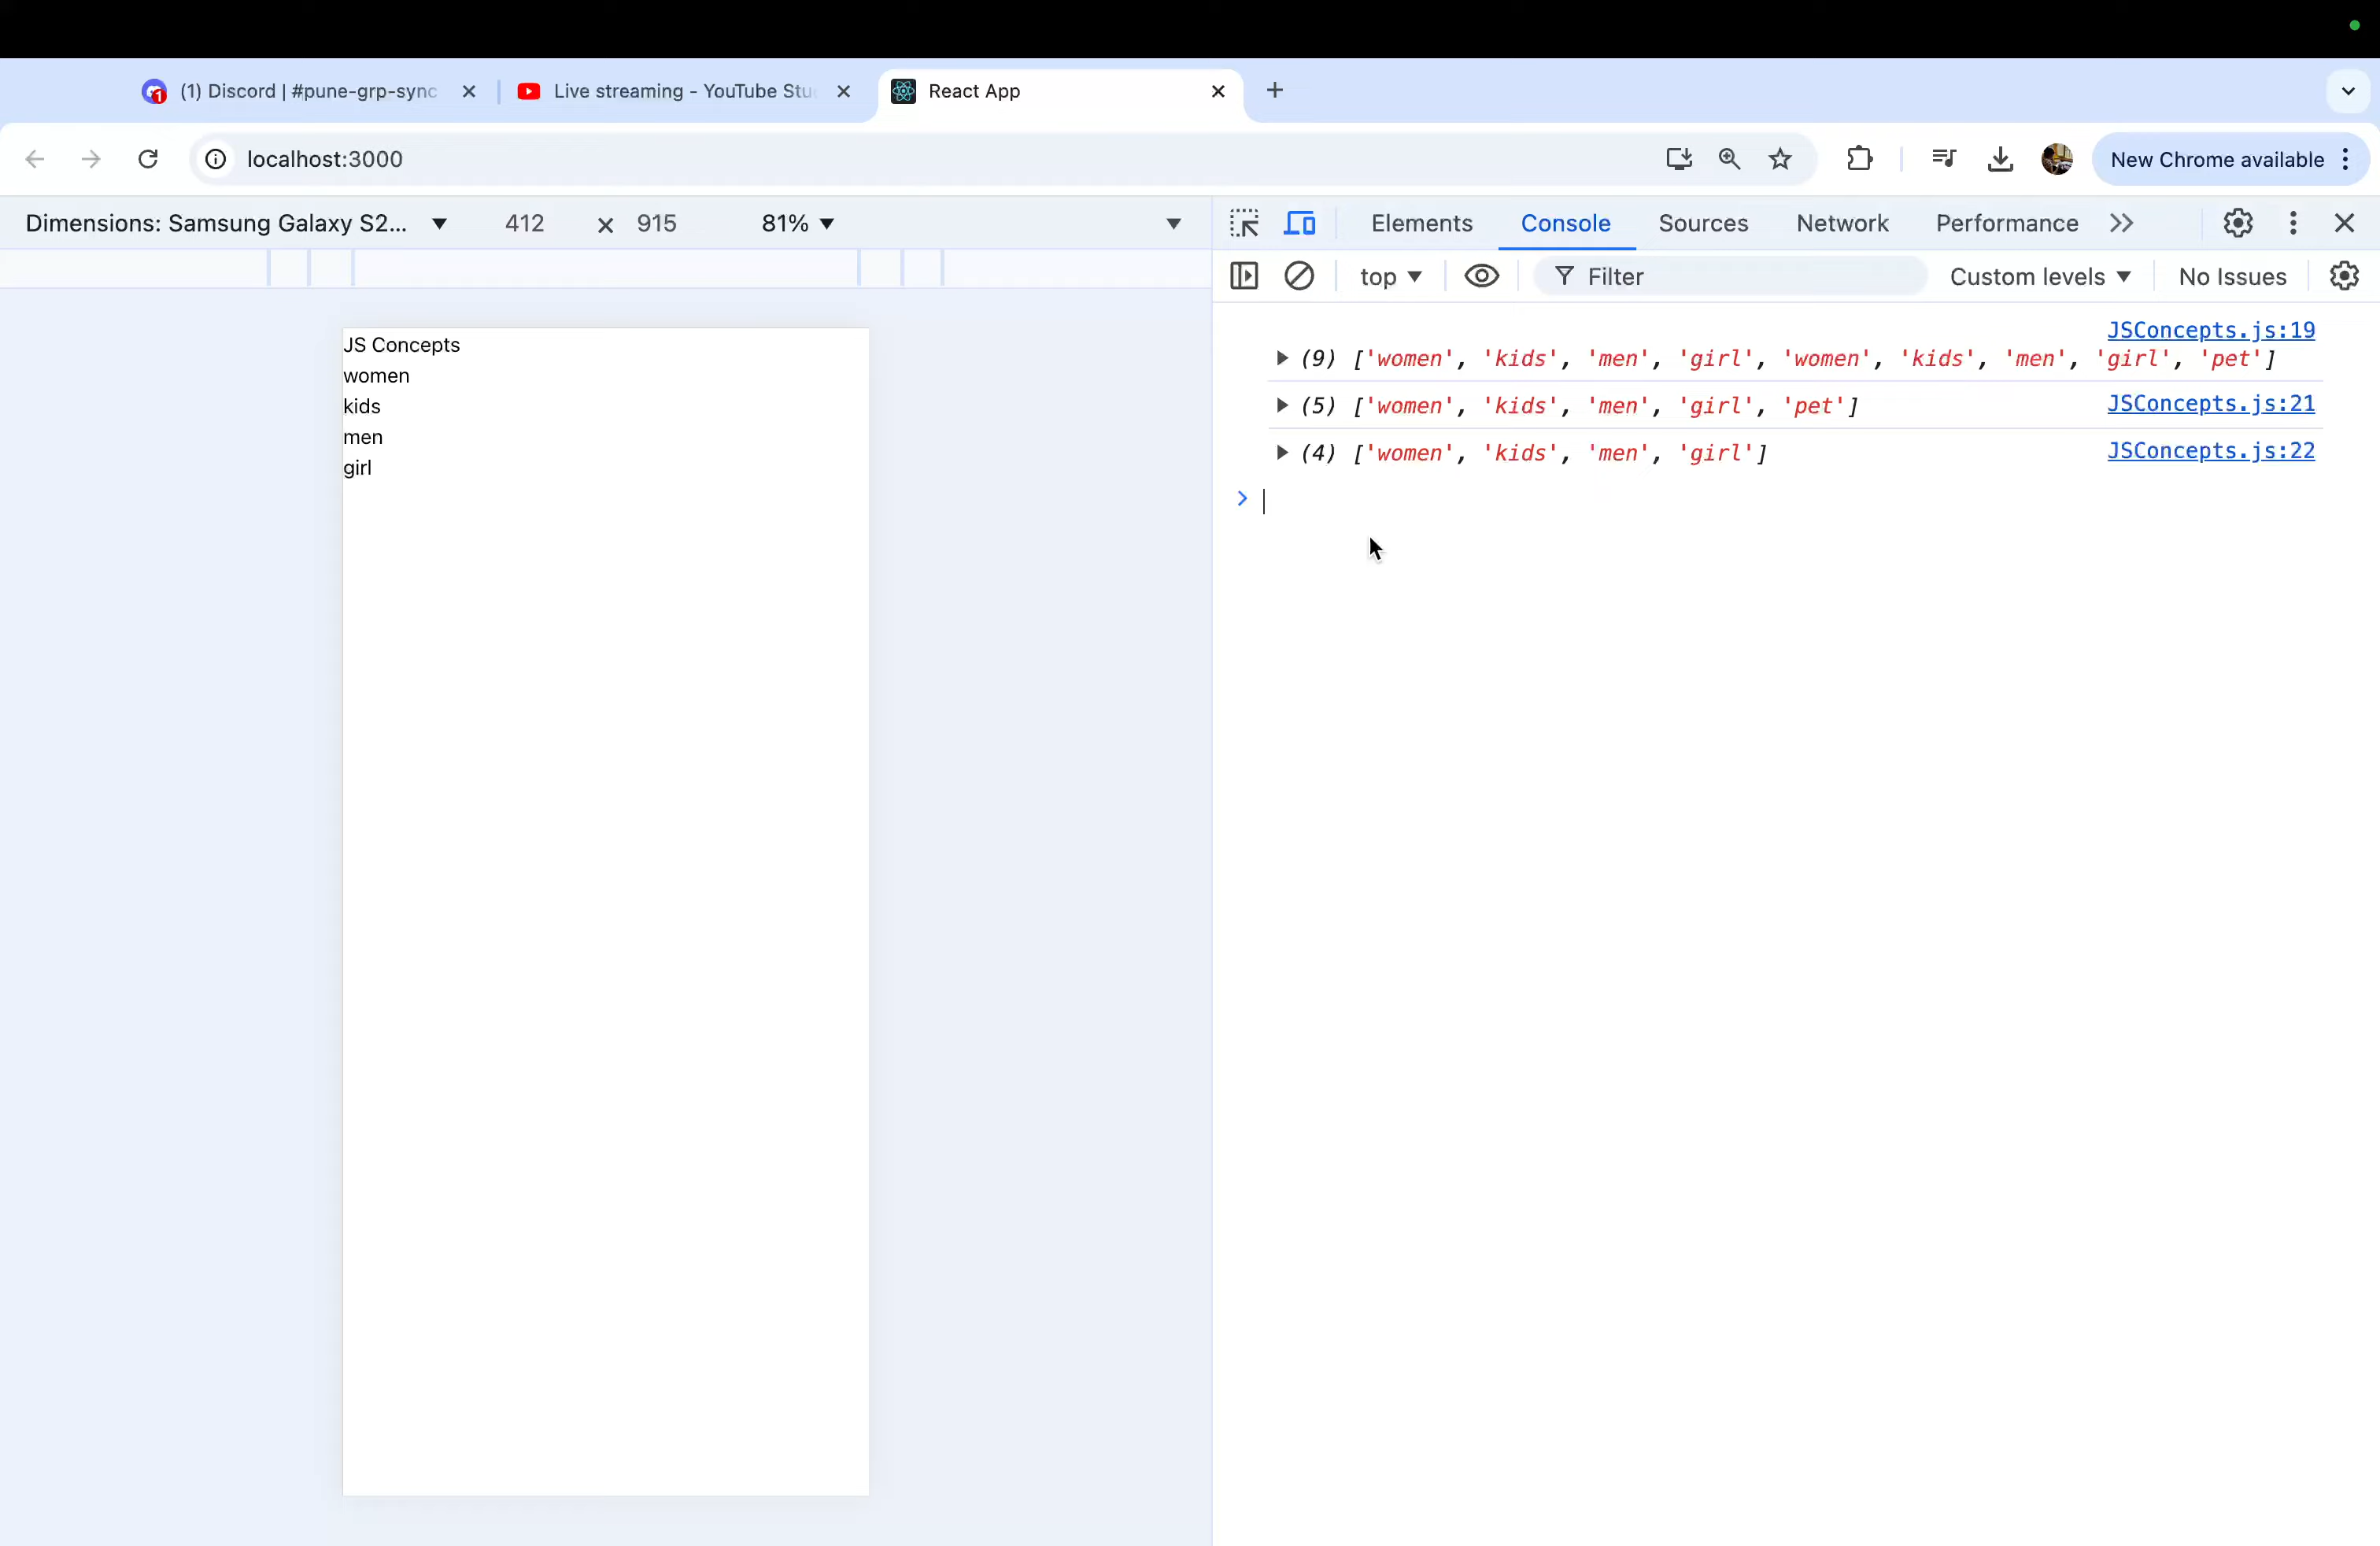 (1) Discord | #pune-grp-sync
Live streaming - YouTube Stu
React App
localhost:3000
New Chrome available
Dimensions: Samsung Galaxy S2... 412 × 915 81%
Elements Console Sources Network Performance
top Filter Custom levels No Issues
JS Concepts
women
kids
men
girl
JSConcepts.js:19
(9) ['women', 'kids', 'men', 'girl', 'women', 'kids', 'men', 'girl', 'pet']
(5) ['women', 'kids', 'men', 'girl', 'pet'] JSConcepts.js:21
(4) ['women', 'kids', 'men', 'girl'] JSConcepts.js:22